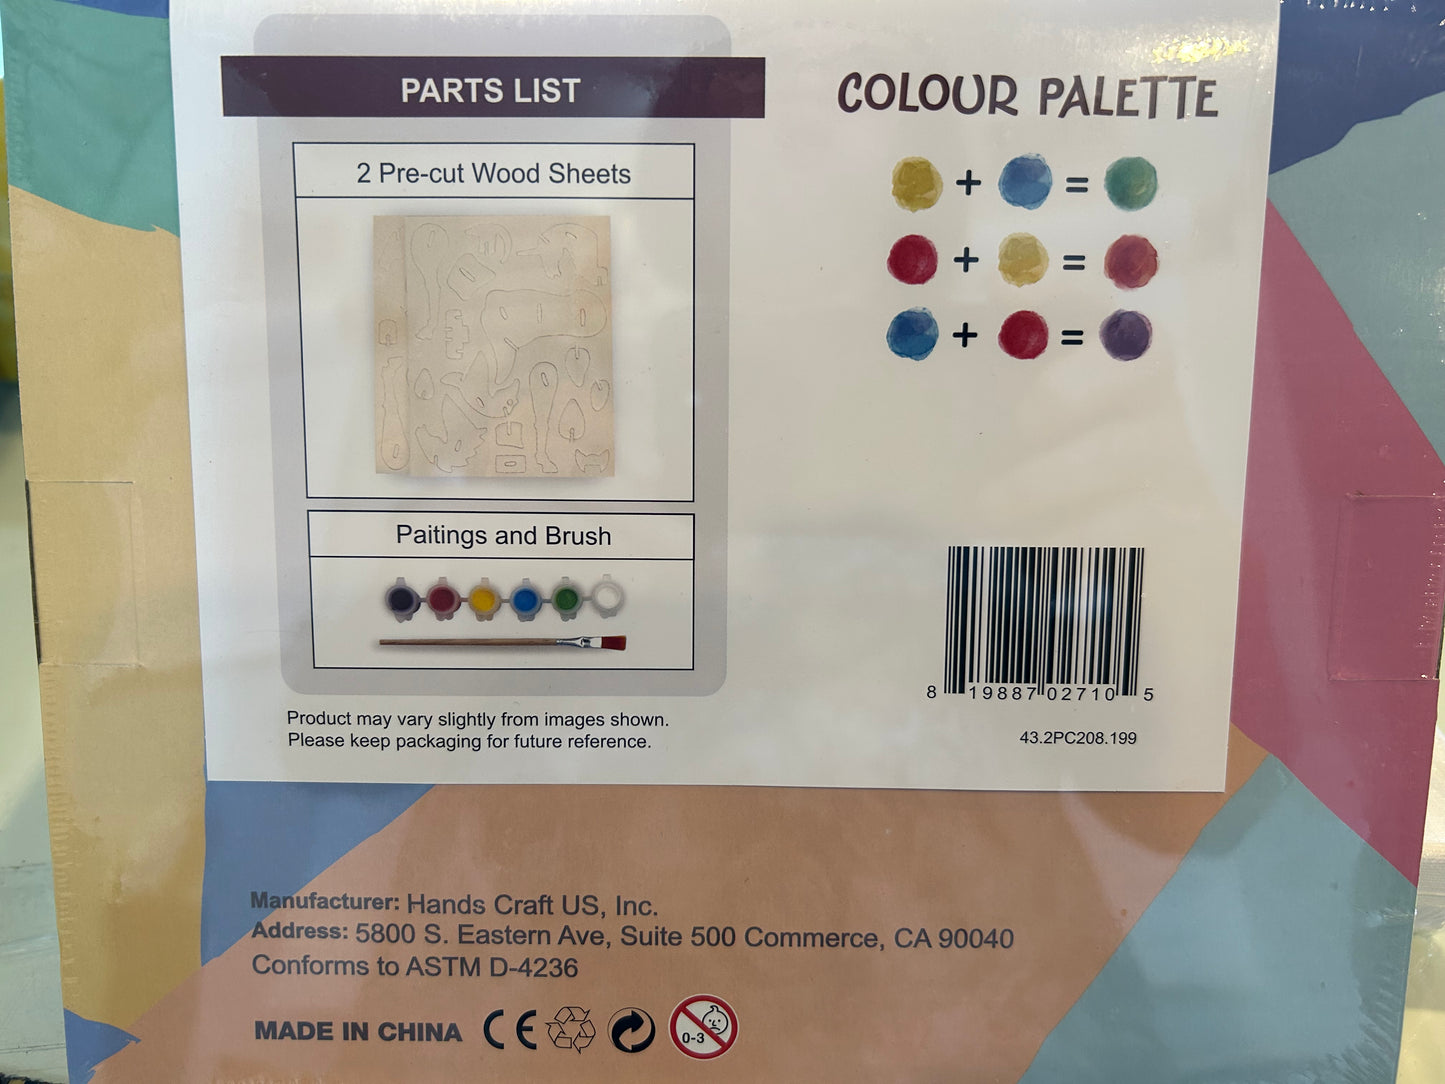 PARTS LIST
2 Pre-cut Wood Sheets
Paitings and Brush
Product may vary slightly from images shown.
Please keep packaging for future reference.
COLOUR PALETTE
+ =
+ =
+ =
8 19887 02710 5
43.2PC208.199
Manufacturer: Hands Craft US, Inc.
Address: 5800 S. Eastern Ave, Suite 500 Commerce, CA 90040
Conforms to ASTM D-4236
MADE IN CHINA CE 0-3